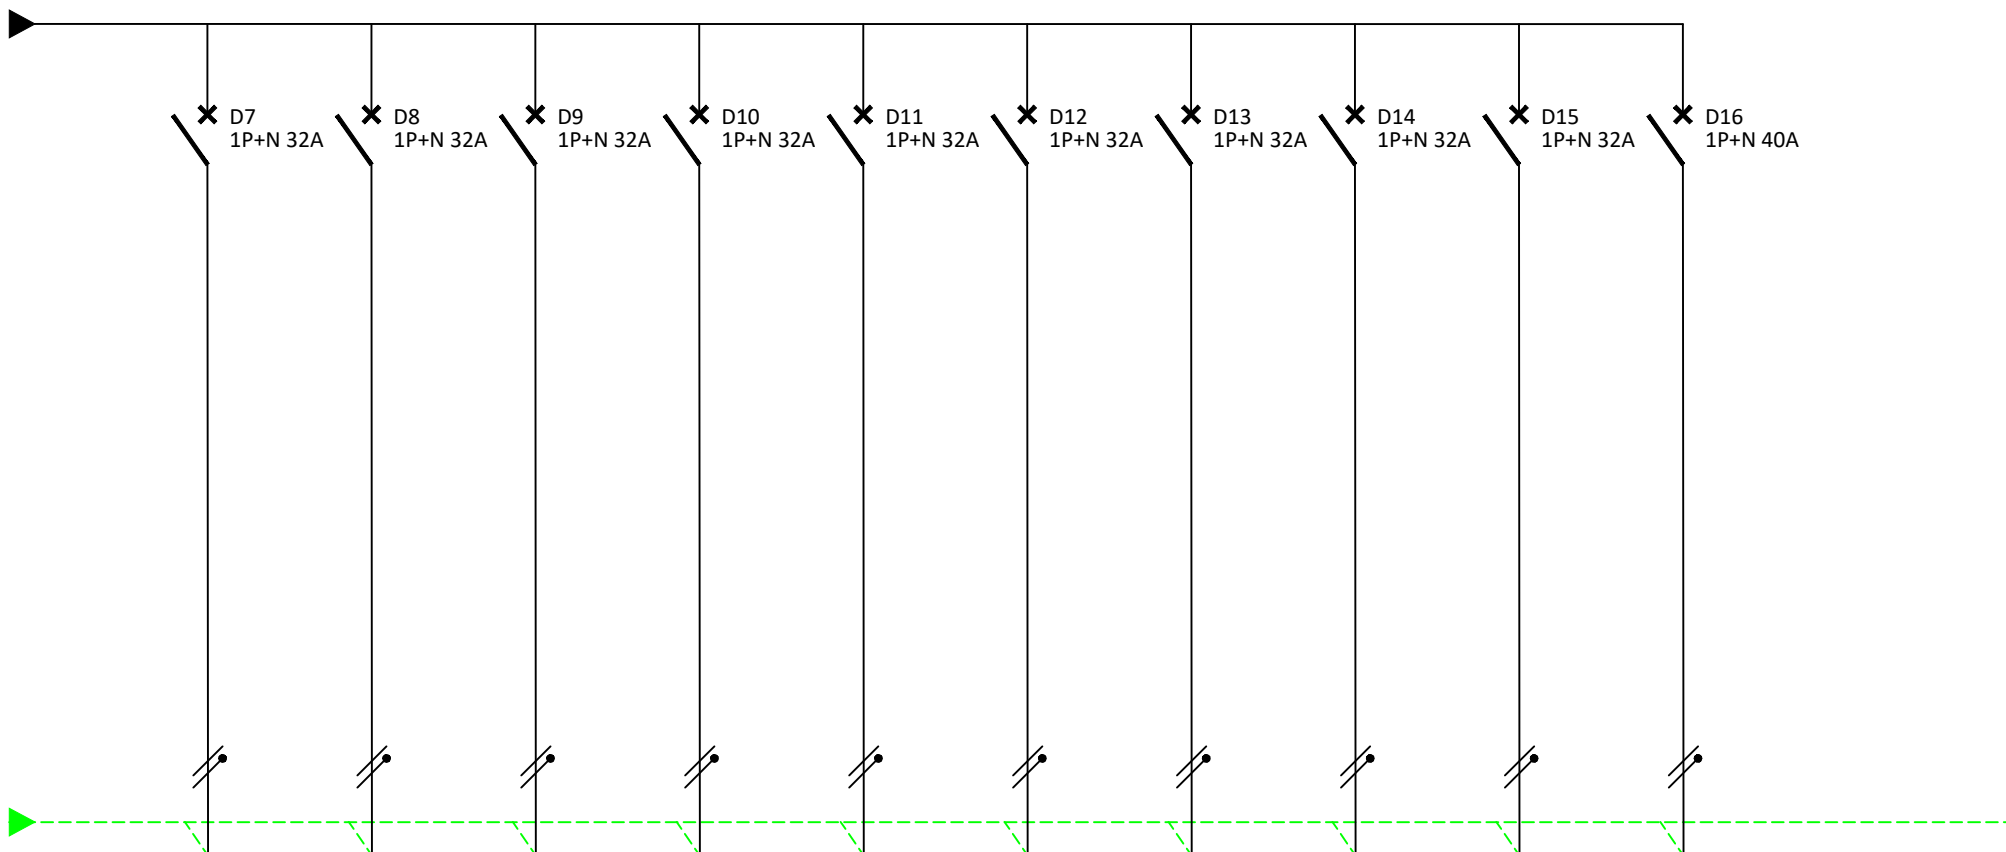 D7
1P+N 32A
D8
1P+N 32A
D9
1P+N 32A
D10
1P+N 32A
D11
1P+N 32A
D12
1P+N 32A
D13
1P+N 32A
D14
1P+N 32A
D15
1P+N 32A
D16
1P+N 40A